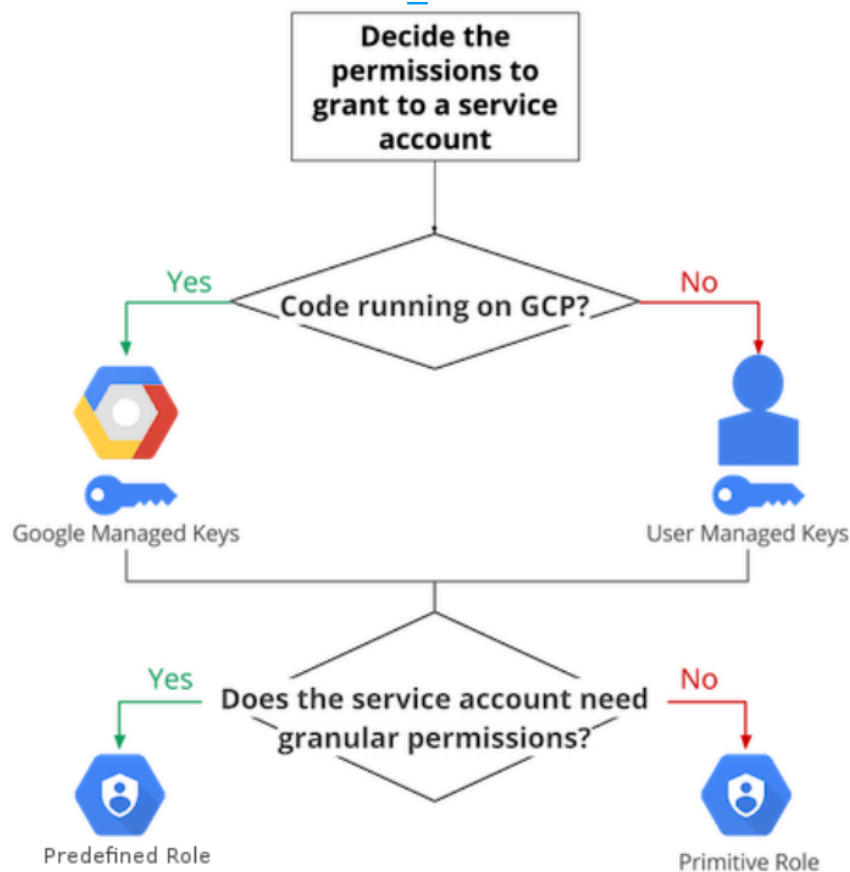 Decide the
permissions to
grant to a service
account
Yes
No
Code running on GCP?
Google Managed Keys
User Managed Keys
Yes
No
Does the service account need
granular permissions?
Predefined Role
Primitive Role